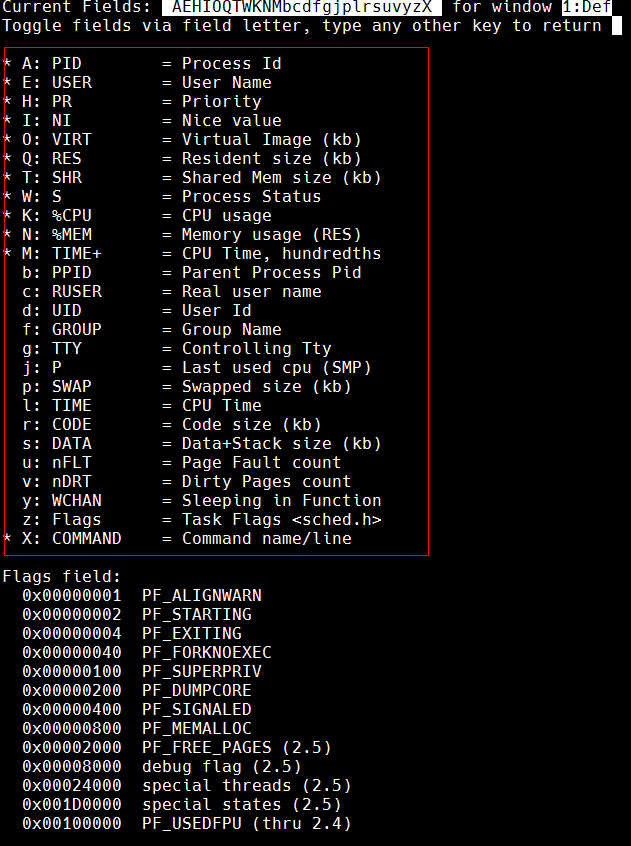 Current Fields:  AEHIOQTWKNMbcdfgjplrsuvyzX  for window 1:Def
Toggle fields via field letter, type any other key to return
* A: PID        = Process Id
* E: USER       = User Name
* H: PR         = Priority
* I: NI         = Nice value
* O: VIRT       = Virtual Image (kb)
* Q: RES        = Resident size (kb)
* T: SHR        = Shared Mem size (kb)
* W: S          = Process Status
* K: %CPU       = CPU usage
* N: %MEM       = Memory usage (RES)
* M: TIME+      = CPU Time, hundredths
  b: PPID       = Parent Process Pid
  c: RUSER      = Real user name
  d: UID        = User Id
  f: GROUP      = Group Name
  g: TTY        = Controlling Tty
  j: P          = Last used cpu (SMP)
  p: SWAP       = Swapped size (kb)
  l: TIME       = CPU Time
  r: CODE       = Code size (kb)
  s: DATA       = Data+Stack size (kb)
  u: nFLT       = Page Fault count
  v: nDRT       = Dirty Pages count
  y: WCHAN      = Sleeping in Function
  z: Flags      = Task Flags <sched.h>
* X: COMMAND    = Command name/line
Flags field:
  0x00000001  PF_ALIGNWARN
  0x00000002  PF_STARTING
  0x00000004  PF_EXITING
  0x00000040  PF_FORKNOEXEC
  0x00000100  PF_SUPERPRIV
  0x00000200  PF_DUMPCORE
  0x00000400  PF_SIGNALED
  0x00000800  PF_MEMALLOC
  0x00002000  PF_FREE_PAGES (2.5)
  0x00008000  debug flag (2.5)
  0x00024000  special threads (2.5)
  0x001D0000  special states (2.5)
  0x00100000  PF_USEDFPU (thru 2.4)